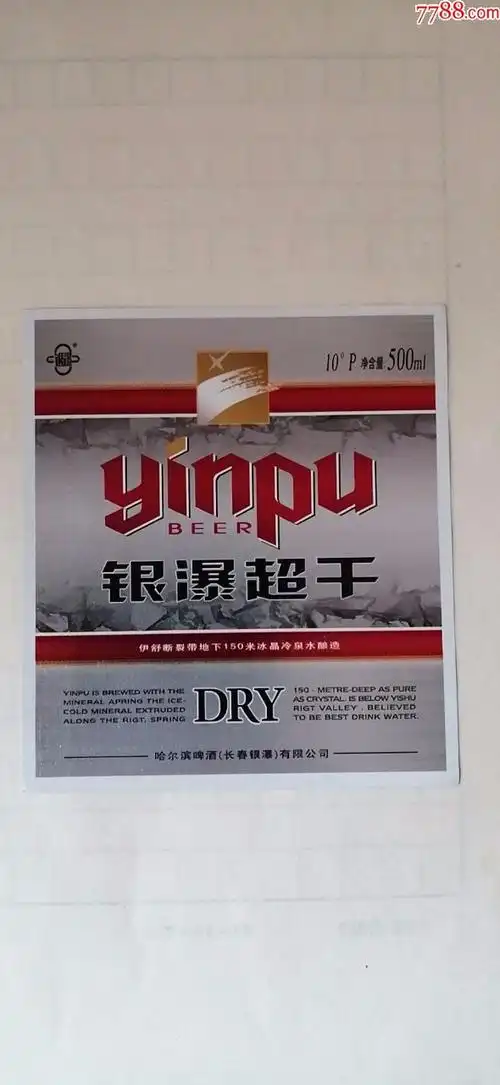 7788.com
10°P 净含量:500ml
yinpu
BEER
银瀑超干
伊舒断裂带地下150米冰晶冷泉水酿造
YINPU IS BREWED WITH THE
MINERAL APRING THE ICE-
COLD MINERAL EXTRUDED
ALONG THE RIGT. SPRING
DRY
150 - METRE-DEEP AS PURE
AS CRYSTAL. IS BELOW YISHU
RIGT VALLEY . BELIEVED
TO BE BEST DRINK WATER.
哈尔滨啤酒(长春银瀑)有限公司